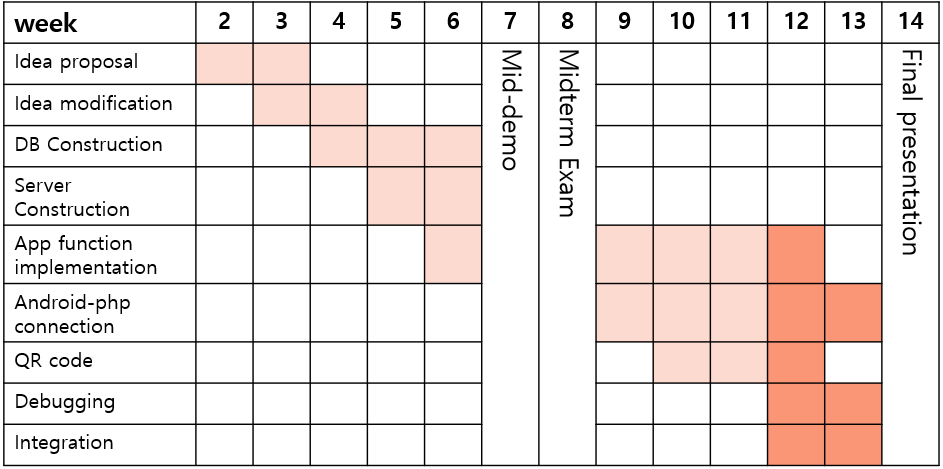 week 2 3 4 5 6 7 8 9 10 11 12 13 14
Idea proposal
Idea modification
DB Construction
Server
Construction
App function
implementation
Android-php
connection
QR code
Debugging
Integration
Mid-demo
Midterm Exam
Final presentation